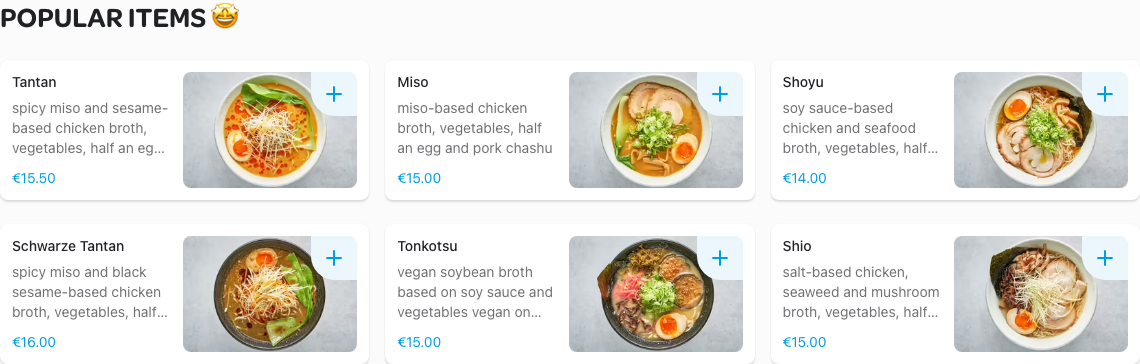 POPULAR ITEMS 🤩
Tantan
spicy miso and sesame-
based chicken broth,
vegetables, half an eg...
€15.50
Miso
miso-based chicken
broth, vegetables, half
an egg and pork chashu
€15.00
Shoyu
soy sauce-based
chicken and seafood
broth, vegetables, half...
€14.00
Schwarze Tantan
spicy miso and black
sesame-based chicken
broth, vegetables, half...
€16.00
Tonkotsu
vegan soybean broth
based on soy sauce and
vegetables vegan on...
€15.00
Shio
salt-based chicken,
seaweed and mushroom
broth, vegetables, half...
€15.00